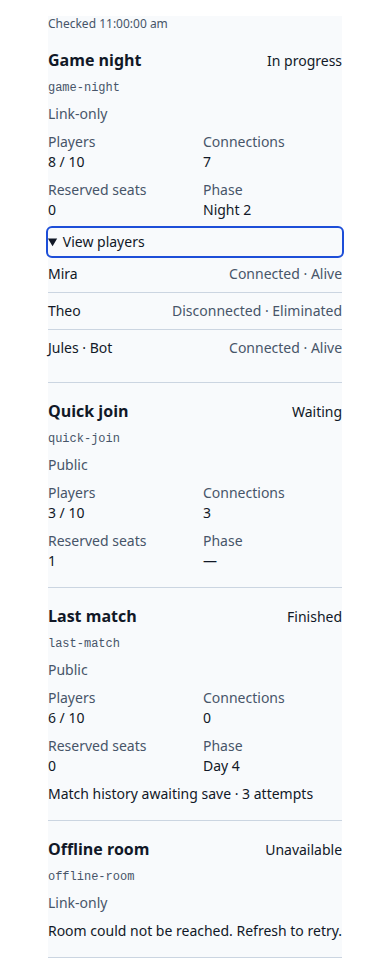 Checked 11:00:00 am
Game night In progress
game-night
Link-only
Players Connections
8 / 10 7
Reserved seats Phase
0 Night 2
▼ View players
Mira Connected · Alive
Theo Disconnected · Eliminated
Jules · Bot Connected · Alive
Quick join Waiting
quick-join
Public
Players Connections
3 / 10 3
Reserved seats Phase
1 —
Last match Finished
last-match
Public
Players Connections
6 / 10 0
Reserved seats Phase
0 Day 4
Match history awaiting save · 3 attempts
Offline room Unavailable
offline-room
Link-only
Room could not be reached. Refresh to retry.